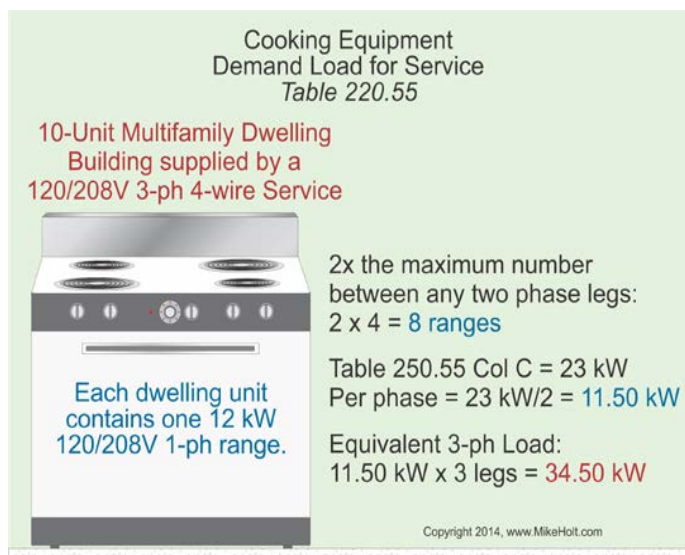 Cooking Equipment
Demand Load for Service
Table 220.55
10-Unit Multifamily Dwelling
Building supplied by a
120/208V 3-ph 4-wire Service
Each dwelling unit
contains one 12 kW
120/208V 1-ph range.
2x the maximum number
between any two phase legs:
2 x 4 = 8 ranges
Table 250.55 Col C = 23 kW
Per phase = 23 kW/2 = 11.50 kW
Equivalent 3-ph Load:
11.50 kW x 3 legs = 34.50 kW
Copyright 2014, www.MikeHolt.com